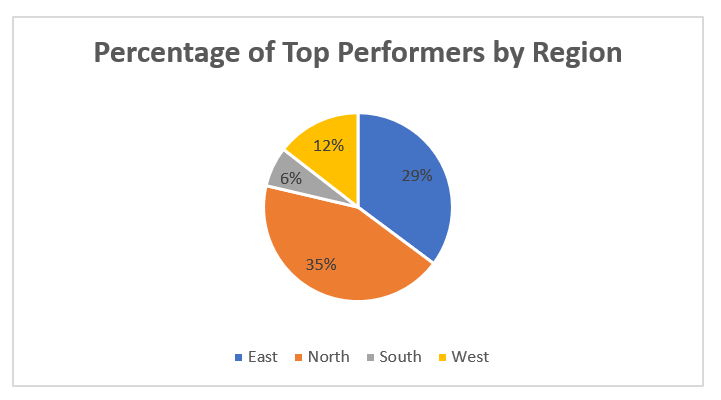 Percentage of Top Performers by Region
12%
29%
6%
35%
East North South West